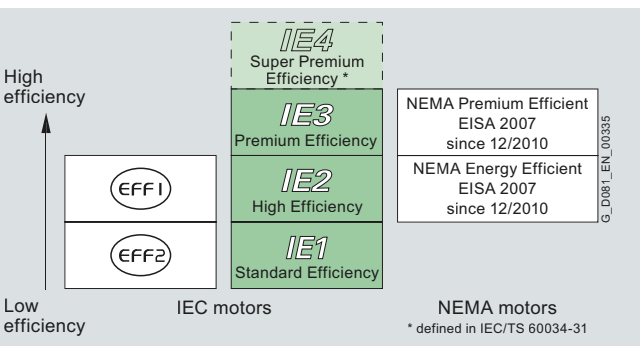 High
efficiency
Low
efficiency
EFF1
EFF2
IEC motors
IE4
Super Premium
Efficiency *
IE3
Premium Efficiency
IE2
High Efficiency
IE1
Standard Efficiency
NEMA Premium Efficient
EISA 2007
since 12/2010
NEMA Energy Efficient
EISA 2007
since 12/2010
NEMA motors
* defined in IEC/TS 60034-31
G_D081_EN_00335